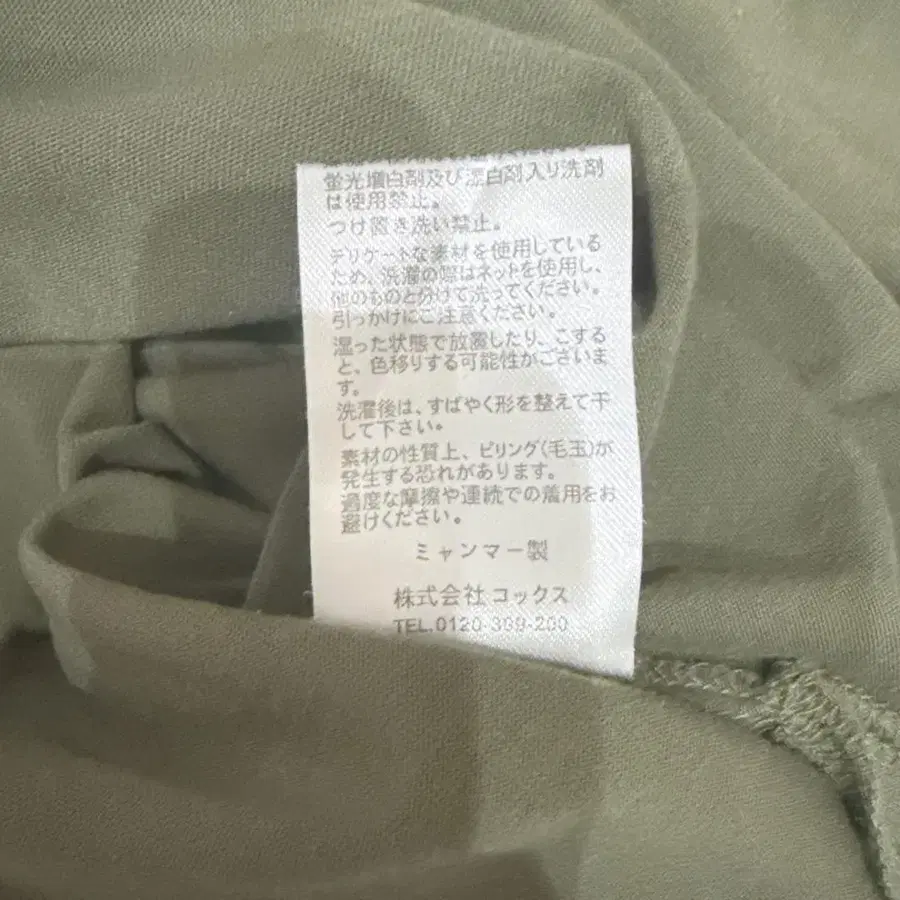 蛍光増白剤及び漂白剤入り洗剤
は使用禁止。
つけ置き洗い禁止。
デリケートな素材を使用している
ため、洗濯の際はネットを使用し、
他のものと分けて洗ってください。
引っかけにご注意ください。
湿った状態で放置したり、こする
と、色移りする可能性がございま
す。
洗濯後は、すばやく形を整えて干
して下さい。
素材の性質上、ピリング(毛玉)が
発生する恐れがあります。
過度な摩擦や連続での着用をお
避けください。
ミャンマー製
株式会社コックス
TEL.0120-309-200